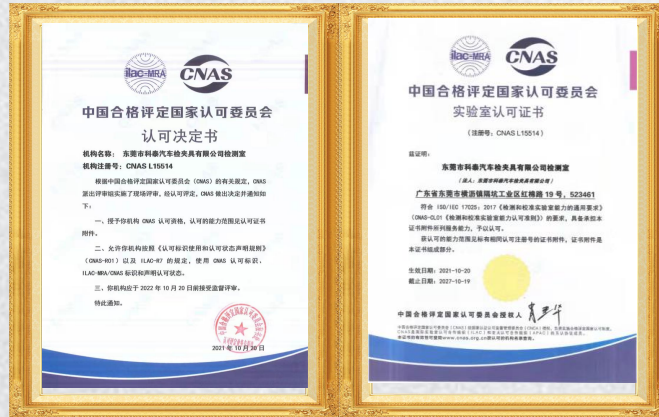 ilac-MRA
CNAS
中国合格评定国家认可委员会
认可决定书
机构名称: 东莞市科泰汽车检夹具有限公司检测室
机构注册号: CNAS L15514
根据中国合格评定国家认可委员会（CNAS）的有关规定, CNAS
派出评审组实施了现场评审。经认可评定, CNAS 做出决定并通知如
下:
一、授予你机构 CNAS 认可资格, 认可的能力范围见认可证书
附件。
二、允许你机构按照《认可标识使用和认可状态声明规则》
（CNAS-R01）以及 ILAC-R7 的规定, 使用 CNAS 认可标识、
ILAC-MRA/CNAS 标识和声明认可状态。
三、你机构应于 2022 年 10 月 20 日前接受监督评审。
特此通知。
2021 年 10 月 20 日
ilac-MRA
CNAS
中国合格评定国家认可委员会
实验室认可证书
（注册号: CNAS L15514）
兹证明:
东莞市科泰汽车检夹具有限公司检测室
（法人: 东莞市科泰汽车检夹具有限公司）
广东省东莞市横沥镇隔坑工业区红棉路 19 号, 523461
符合 ISO/IEC 17025: 2017《检测和校准实验室能力的通用要求》
（CNAS-CL01《检测和校准实验室能力认可准则》）的要求, 具备承担本
证书附件所列服务能力, 予以认可。
获认可的能力范围见标有相同认可注册号的证书附件, 证书附件是
本证书组成部分。
生效日期: 2021-10-20
截止日期: 2027-10-19
中国合格评定国家认可委员会授权人